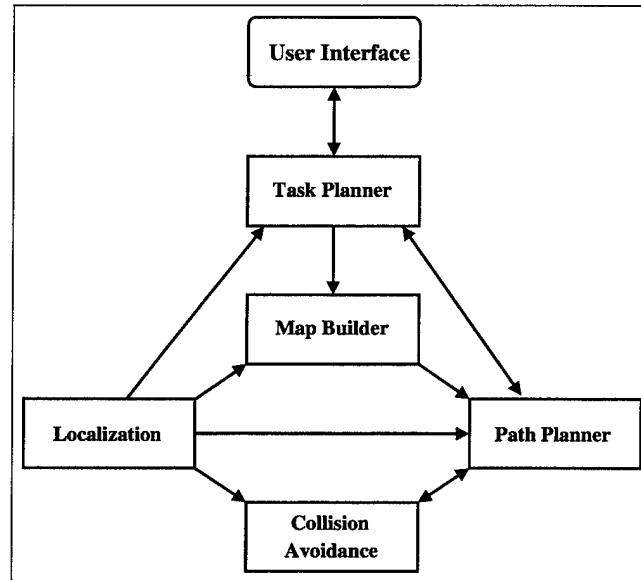 User Interface
Task Planner
Map Builder
Localization
Path Planner
Collision
Avoidance